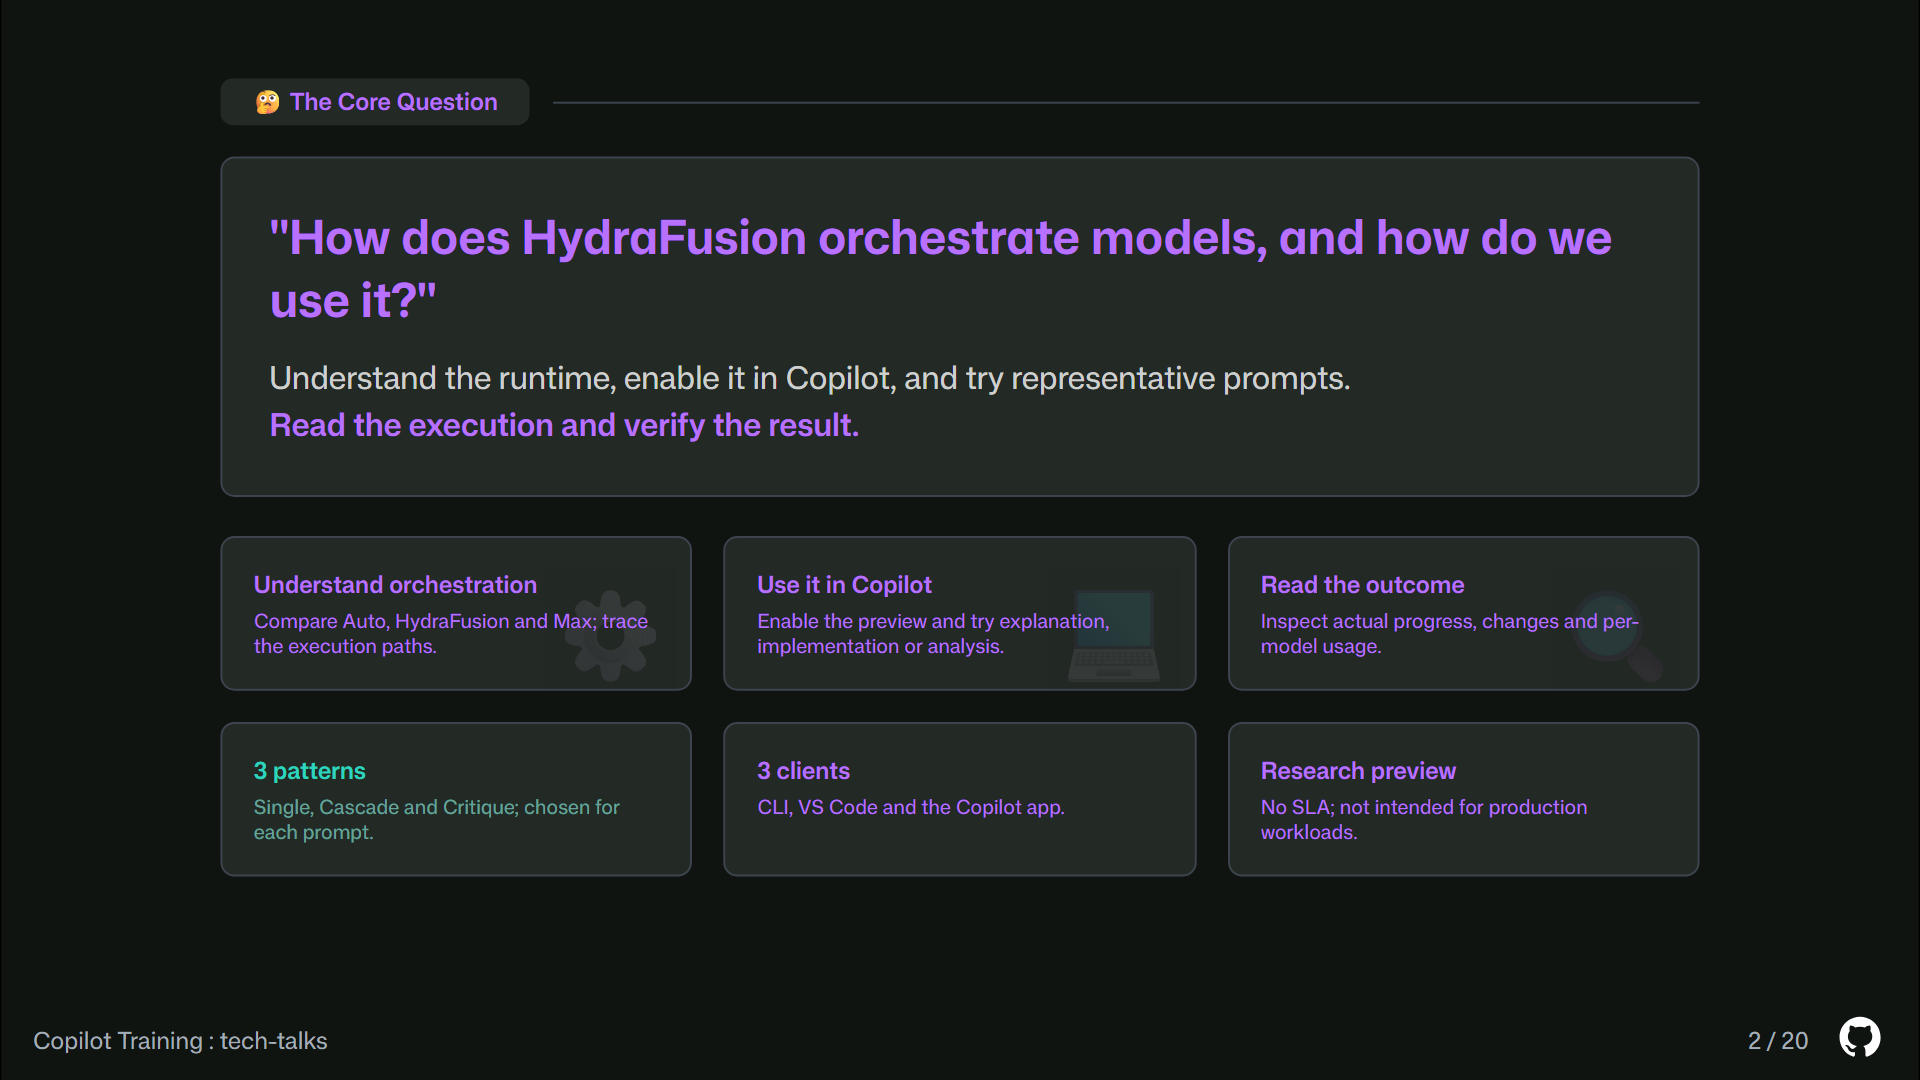 🤔 The Core Question
"How does HydraFusion orchestrate models, and how do we
use it?"
Understand the runtime, enable it in Copilot, and try representative prompts.
Read the execution and verify the result.
Understand orchestration
Compare Auto, HydraFusion and Max; trace
the execution paths.
Use it in Copilot
Enable the preview and try explanation,
implementation or analysis.
Read the outcome
Inspect actual progress, changes and per-
model usage.
3 patterns
Single, Cascade and Critique; chosen for
each prompt.
3 clients
CLI, VS Code and the Copilot app.
Research preview
No SLA; not intended for production
workloads.
Copilot Training : tech-talks
2 / 20